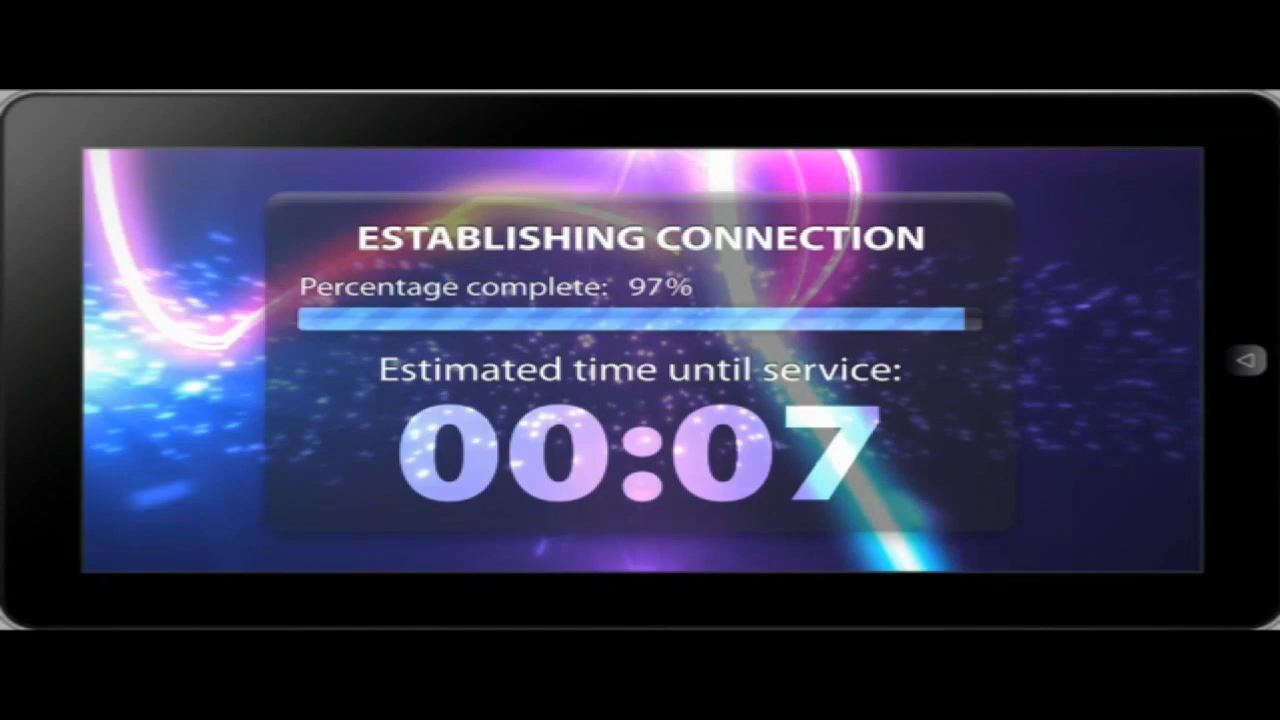 ESTABLISHING CONNECTION
Percentage complete: 97%
Estimated time until service:
00:07